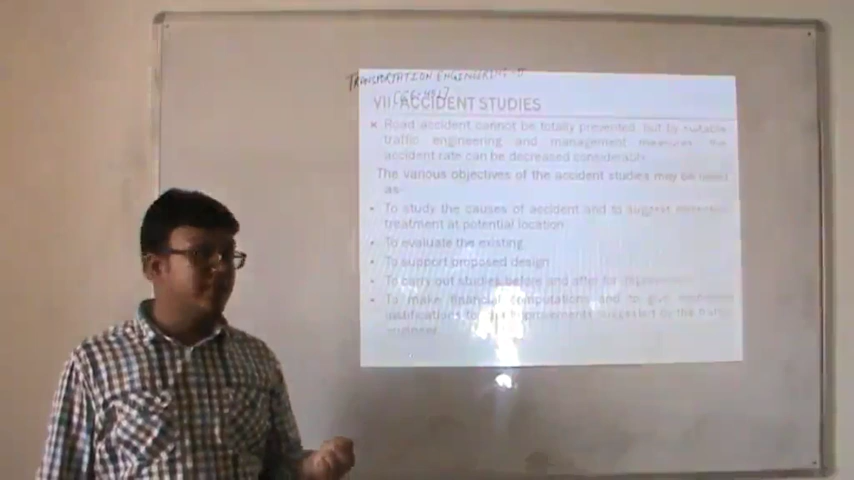 TRANSPORTATION ENGINEERING-II
VII. ACCIDENT STUDIES
Road accident cannot be totally prevented, but by suitable
traffic engineering and management measures the
accident rate can be decreased considerably
The various objectives of the accident studies may be listed
as-
To study the causes of accident and to suggest
treatment at potential location
To evaluate the existing
To support proposed design
To carry out studies before and after
To make financial computations and to give
justifications improvements suggested by the traffic
engineer